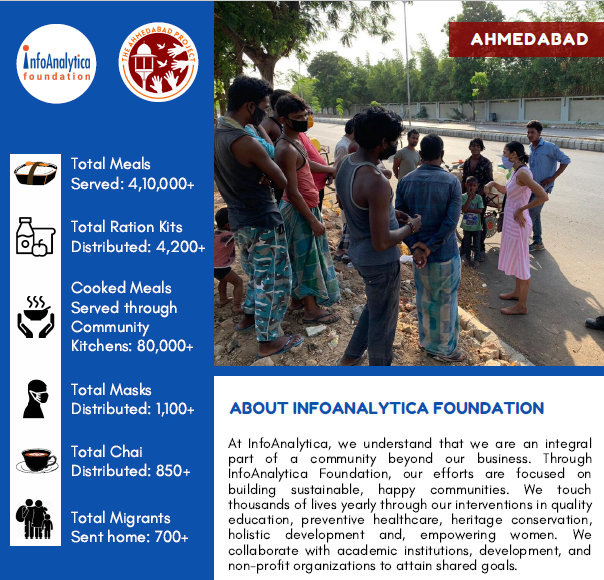 InfoAnalytica
foundation
THE AHMEDABAD PROJECT
AHMEDABAD
Total Meals
Served: 4,10,000+
Total Ration Kits
Distributed: 4,200+
Cooked Meals
Served through
Community
Kitchens: 80,000+
Total Masks
Distributed: 1,100+
Total Chai
Distributed: 850+
Total Migrants
Sent home: 700+
ABOUT INFOANALYTICA FOUNDATION
At InfoAnalytica, we understand that we are an integral
part of a community beyond our business. Through
InfoAnalytica Foundation, our efforts are focused on
building sustainable, happy communities. We touch
thousands of lives yearly through our interventions in quality
education, preventive healthcare, heritage conservation,
holistic development and, empowering women. We
collaborate with academic institutions, development, and
non-profit organizations to attain shared goals.